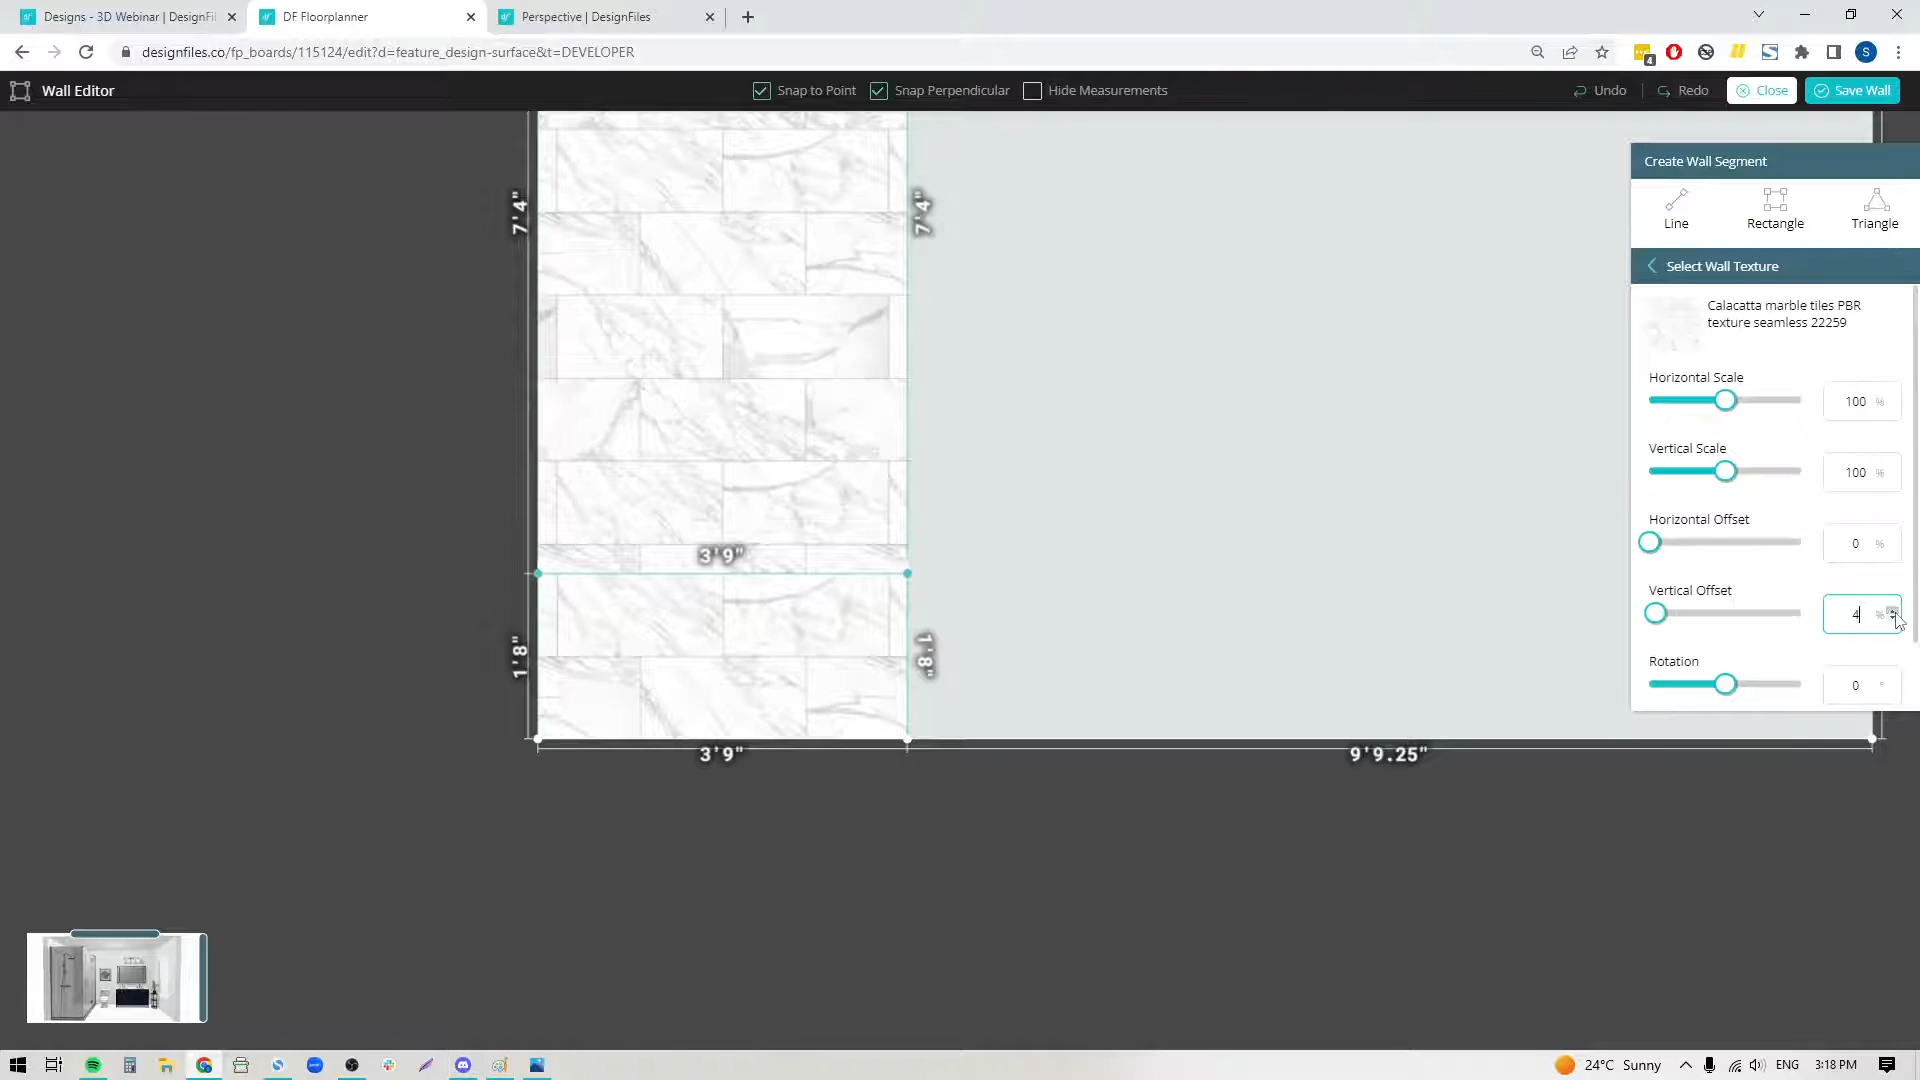 Designs - 3D Webinar | DesignFil
DF Floorplanner
Perspective | DesignFiles
designfiles.co/fp_boards/115124/edit?d=feature_design-surface&t=DEVELOPER
4
S
Wall Editor
Snap to Point
Snap Perpendicular
Hide Measurements
Undo
Redo
Close
Save Wall
Create Wall Segment
Line
Rectangle
Triangle
Select Wall Texture
Calacatta marble tiles PBR
texture seamless 22259
Horizontal Scale
100 %
Vertical Scale
100 %
Horizontal Offset
0 %
Vertical Offset
4 %
Rotation
0 °
7'4"
7'4"
3'9"
1'8"
1'8"
3'9"
9'9.25"
24°C Sunny
ENG
3:18 PM